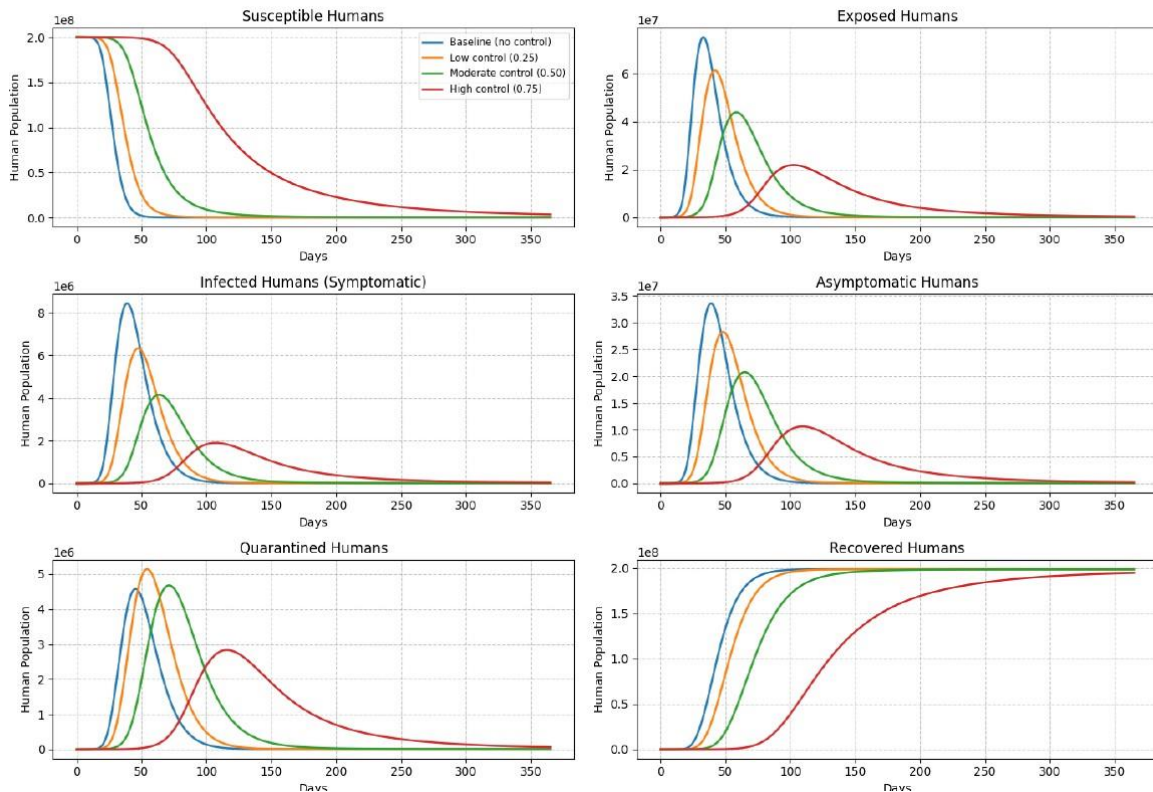 Susceptible Humans
1e8
Human Population
2.0
1.5
1.0
0.5
0.0
0 50 100 150 200 250 300 350
Days
Baseline (no control)
Low control (0.25)
Moderate control (0.50)
High control (0.75)
Exposed Humans
1e7
Human Population
6
4
2
0
0 50 100 150 200 250 300 350
Days
Infected Humans (Symptomatic)
1e6
Human Population
8
6
4
2
0
0 50 100 150 200 250 300 350
Days
Asymptomatic Humans
1e7
Human Population
3.5
3.0
2.5
2.0
1.5
1.0
0.5
0.0
0 50 100 150 200 250 300 350
Days
Quarantined Humans
1e6
Human Population
5
4
3
2
1
0
0 50 100 150 200 250 300 350
Days
Recovered Humans
1e8
Human Population
2.0
1.5
1.0
0.5
0.0
0 50 100 150 200 250 300 350
Days